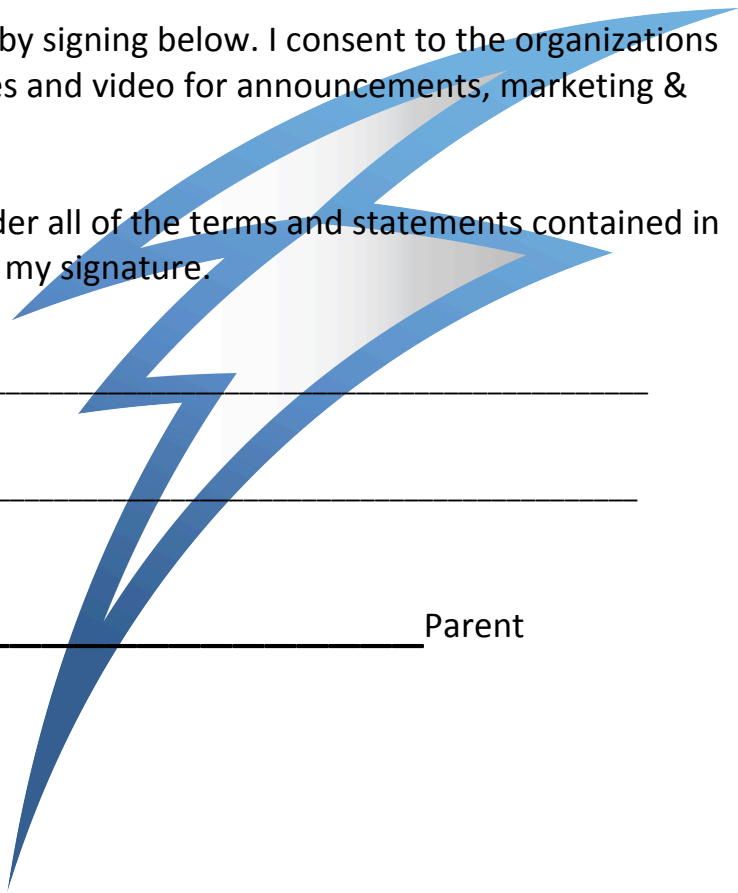 by signing below. I consent to the organizations
es and video for announcements, marketing &
der all of the terms and statements contained in
my signature.
Parent